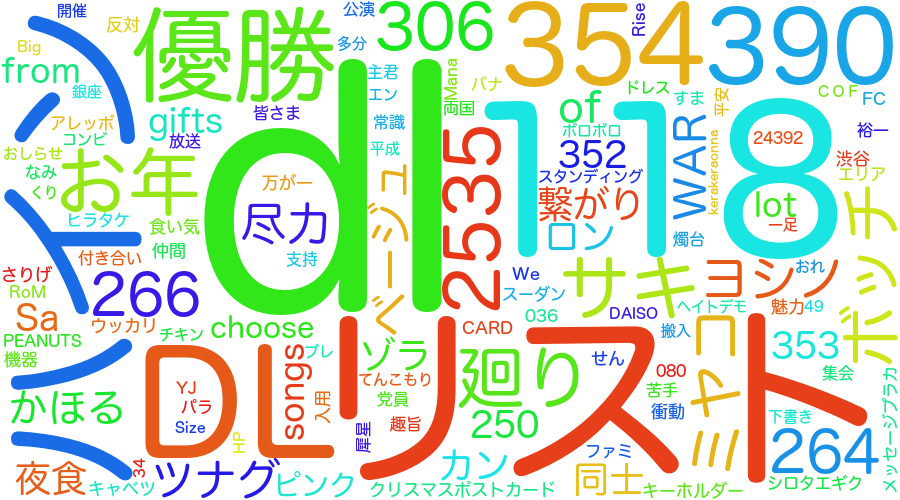 開催
反対
Big
from
銀座
アレッポ
コンビ
おしらせ
なみ
くり
優勝
gifts
放送
お年
ヒラタケ
食い気
付き合い
仲間
さりげ
RoM
266
Sa
ウッカリ
PEANUTS
機器
チキン
choose
ハント
公演
306
多分
主君
エン
Mana
バナ
両国
皆さま
常識
平成
万が一
尽力
支持
dl
ベージュ
2535
354
Rise
390
of
ドレス
すま
平安
COF
FC
ボロボロ
352
スタンディング
繋がり
ロン
118
WAR
kerakeraonna
24392
裕一
渋谷
エリア
lot
一足
チ
We
スーダン
036
サキ
ヨシノ
おれ
魅力
49
ヘイトデモ
DAISO
搬入
ボッチ
ミ
かほる
夜食
34
キャベツ
ツナグ
DL
YJ
パラ
Size
HP
songs
プレ
入用
ピンク
リスト
ゾラ
CARD
てんこもり
党員
趣旨
犀星
廻り
250
カン
クリスマスポストカード
せん
080
苦手
衝動
ファミ
同士
キーホルダー
ミヤコ
353
集会
下書き
264
シロタエギク
メッセージプラカ